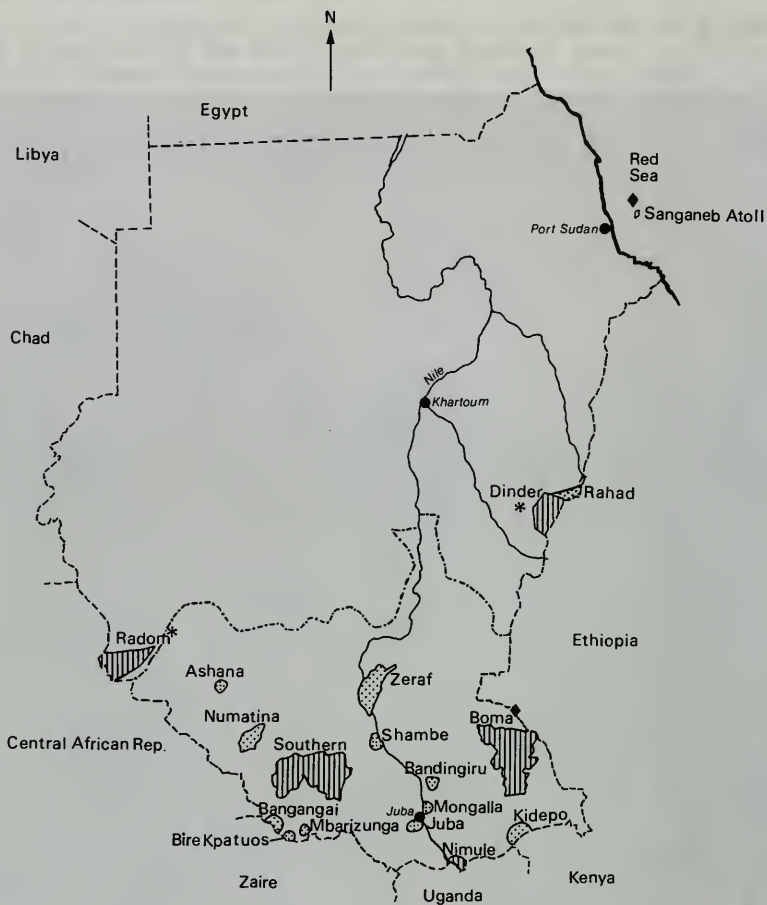 N
Egypt
Libya
Red
Sea
Sanganeb Atoll
Port Sudan
Chad
Nile
Khartoum
Dinder
*
Rahad
Ethiopia
Radom
*
Ashana
Zeraf
Numatina
Boma
Central African Rep.
Southern
Shambe
Bandingiru
Bangangai
Juba
Mongalla
Juba
Kidepo
Mbarizunga
Bire Kpatuos
Nimule
Zaire
Kenya
Uganda